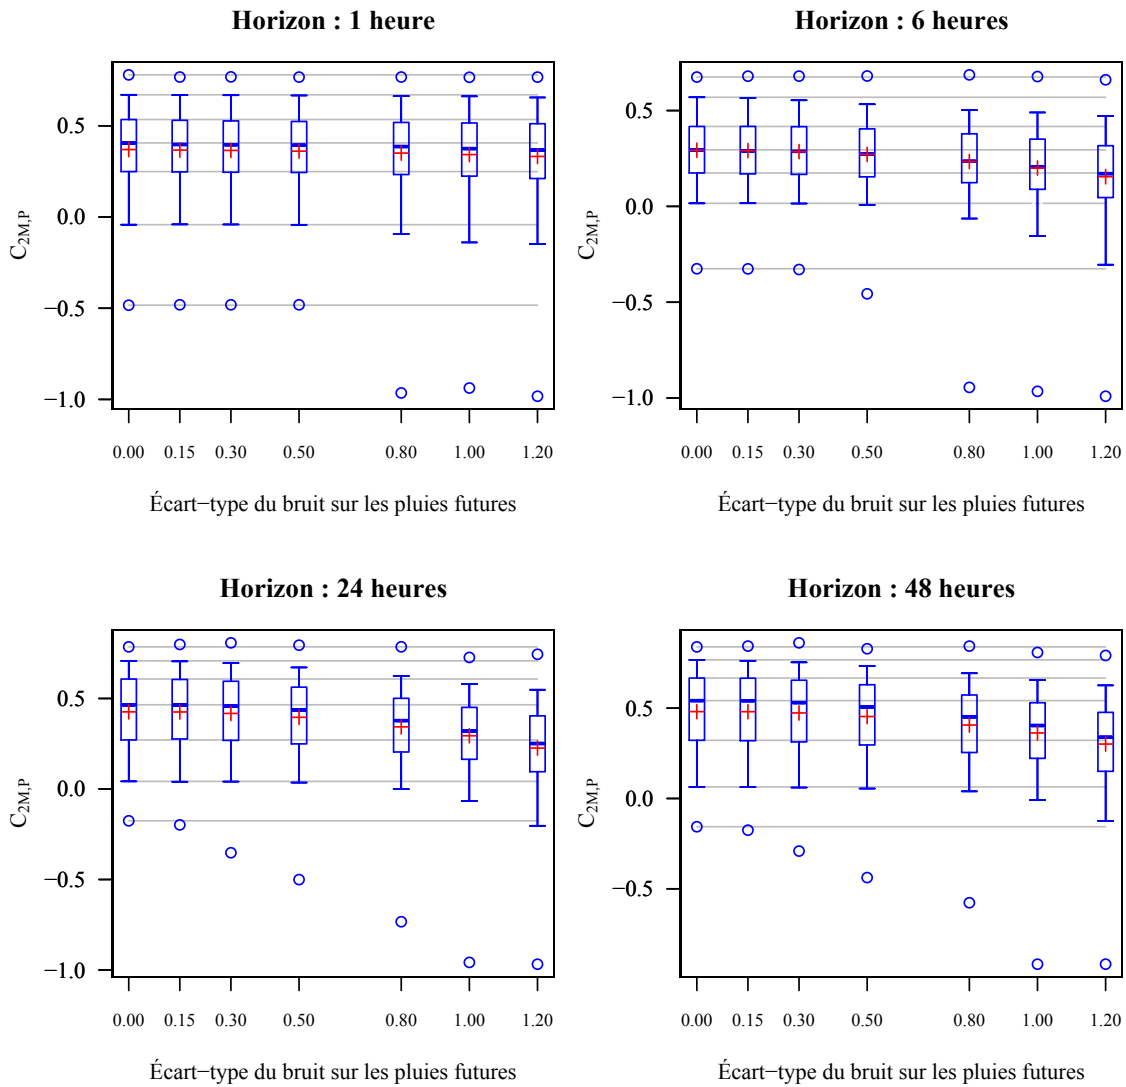 Horizon : 1 heure
C2M,P
0.5
0.0
−0.5
−1.0
0.00 0.15 0.30 0.50 0.80 1.00 1.20
Écart−type du bruit sur les pluies futures
Horizon : 6 heures
C2M,P
0.5
0.0
−0.5
−1.0
0.00 0.15 0.30 0.50 0.80 1.00 1.20
Écart−type du bruit sur les pluies futures
Horizon : 24 heures
C2M,P
0.5
0.0
−0.5
−1.0
0.00 0.15 0.30 0.50 0.80 1.00 1.20
Écart−type du bruit sur les pluies futures
Horizon : 48 heures
C2M,P
0.5
0.0
−0.5
0.00 0.15 0.30 0.50 0.80 1.00 1.20
Écart−type du bruit sur les pluies futures